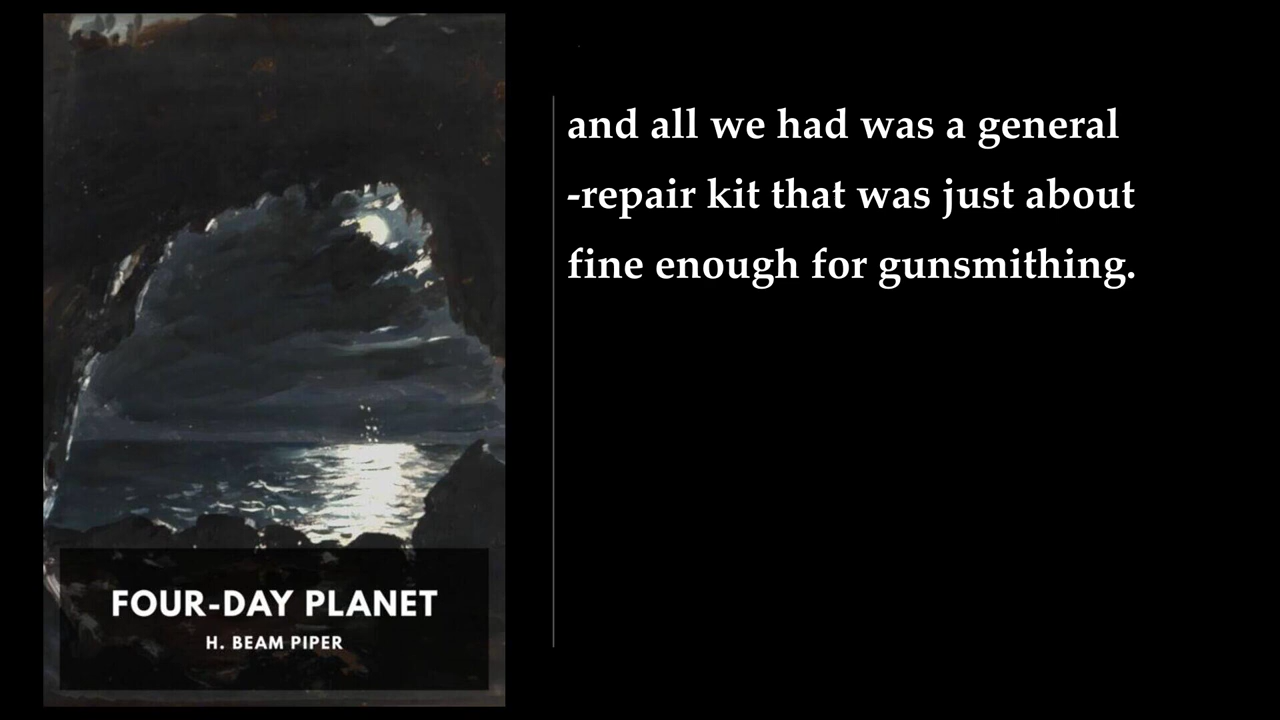 and all we had was a general
-repair kit that was just about
fine enough for gunsmithing.
FOUR-DAY PLANET
H. BEAM PIPER